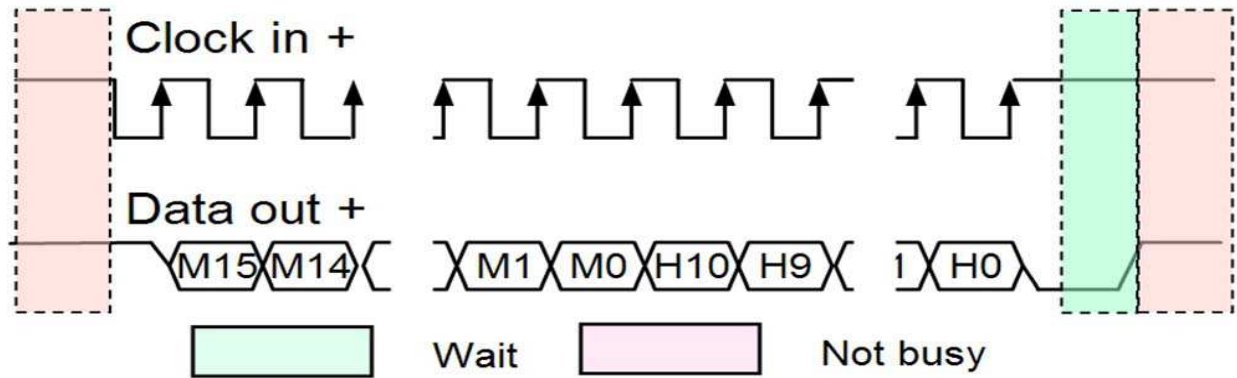 Clock in +
Data out +
M15 M14 M1 M0 H10 H9 1 H0
Wait Not busy